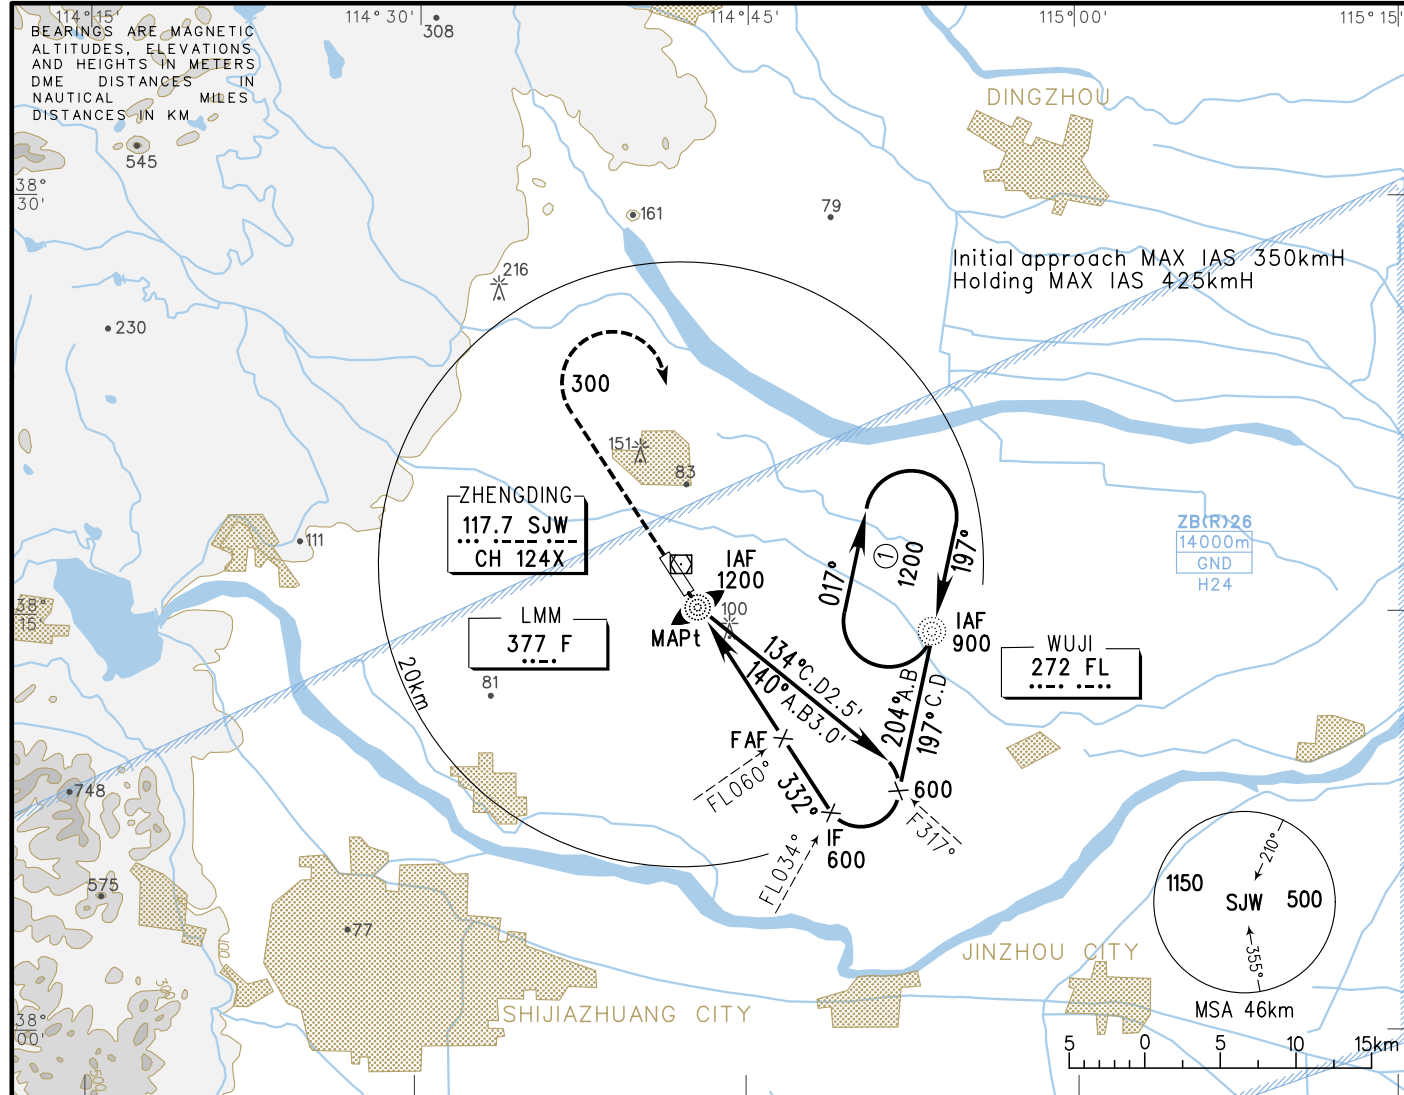 114°15'
114°30'
114°45'
115°00'
115°15'
BEARINGS ARE MAGNETIC
ALTITUDES, ELEVATIONS
AND HEIGHTS IN METERS
DME DISTANCES IN
NAUTICAL MILES
DISTANCES IN KM
308
545
DINGZHOU
38°
30'
161
79
216
Initial approach MAX IAS 350kmH
Holding MAX IAS 425kmH
230
300
151
83
ZHENGDING
117.7 SJW
CH 124X
111
IAF
1200
017°
1
1200
197°
ZB(R)26
14000m
GND
H24
38°
15'
LMM
377 F
MAPt
100
IAF
900
WUJI
272 FL
20km
81
134°C.D2.5'
140°A.B3.0'
204°A.B
197°C.D
FAF
FL060°
332°
600
F317°
IF
600
FL034°
748
575
77
1150
SJW
500
210°
355°
MSA 46km
JINZHOU CITY
SHIJIAZHUANG CITY
100
300
500
38°
00'
5 0 5 10 15km